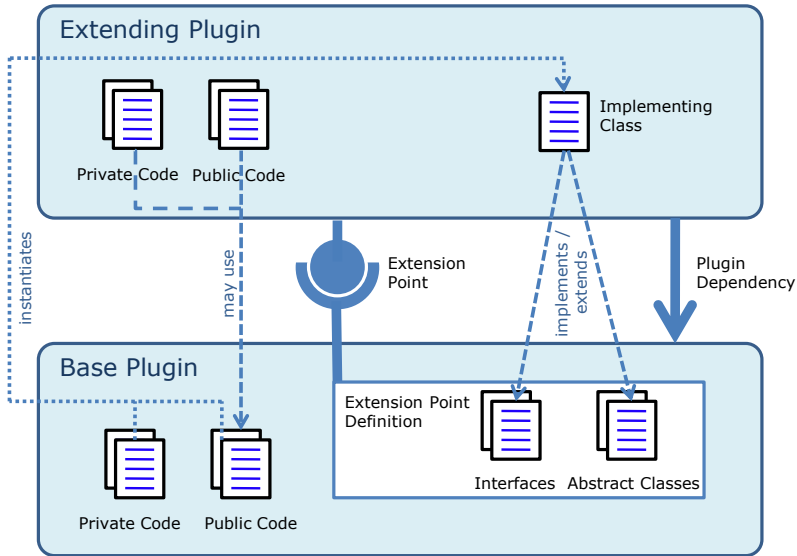 Extending Plugin
Implementing
Class
Private Code
Public Code
instantiates
may use
Extension
Point
implements /
extends
Plugin
Dependency
Base Plugin
Extension Point
Definition
Interfaces
Abstract Classes
Private Code
Public Code